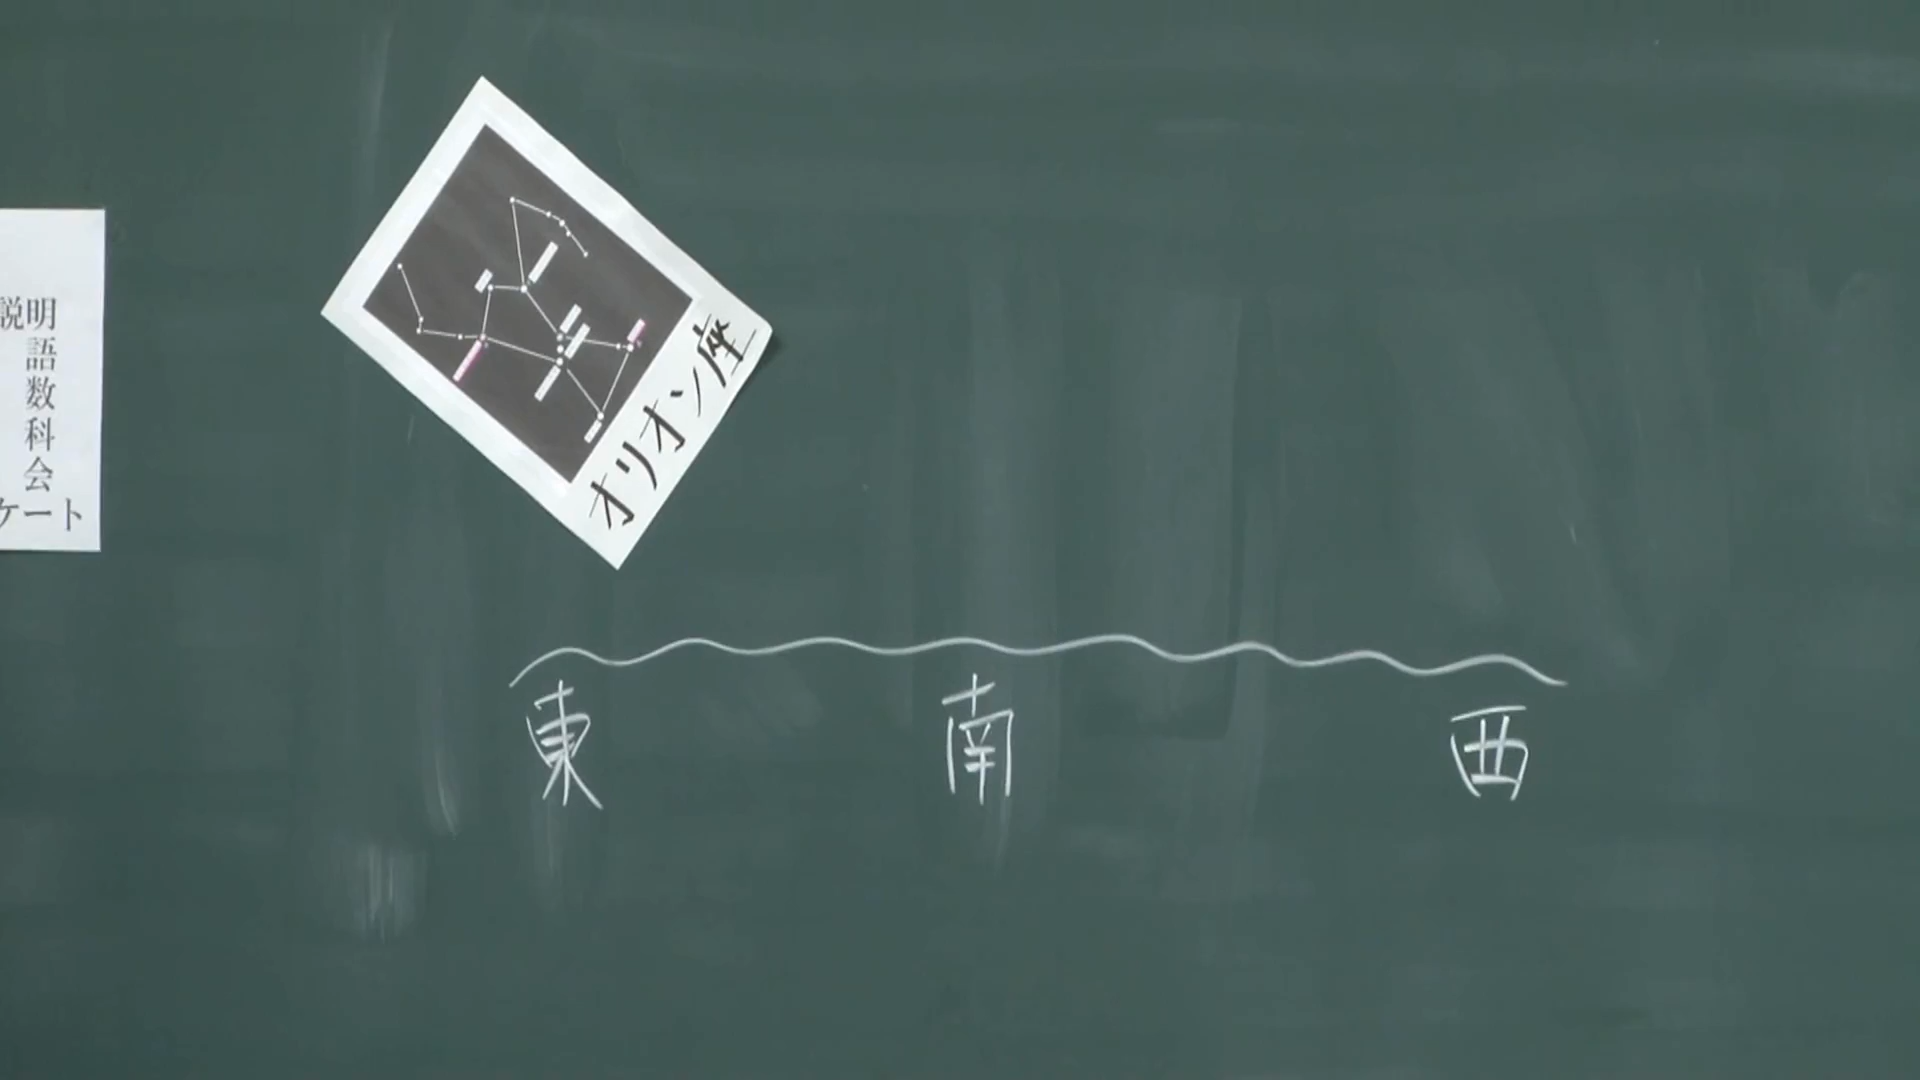 説明
語
数
科
会
ケート
オリオン座
東
南
西